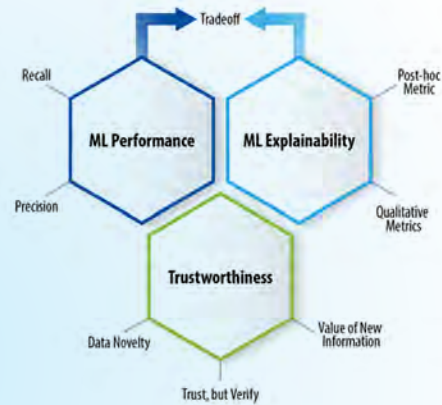 Tradeoff
Recall
Post-hoc
Metric
ML Performance
ML Explainability
Precision
Qualitative
Metrics
Trustworthiness
Data Novelty
Value of New
Information
Trust, but Verify